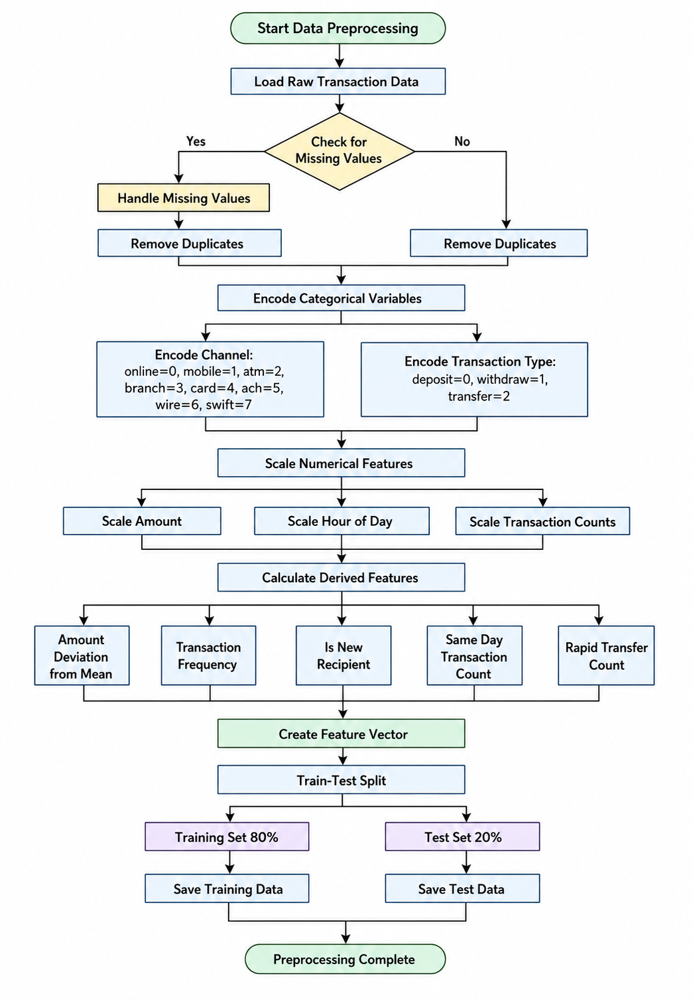 Start Data Preprocessing
Load Raw Transaction Data
Check for
Missing Values
Yes
No
Handle Missing Values
Remove Duplicates
Remove Duplicates
Encode Categorical Variables
Encode Channel:
online=0, mobile=1, atm=2,
branch=3, card=4, ach=5,
wire=6, swift=7
Encode Transaction Type:
deposit=0, withdraw=1,
transfer=2
Scale Numerical Features
Scale Amount
Scale Hour of Day
Scale Transaction Counts
Calculate Derived Features
Amount
Deviation
from Mean
Transaction
Frequency
Is New
Recipient
Same Day
Transaction
Count
Rapid Transfer
Count
Create Feature Vector
Train-Test Split
Training Set 80%
Test Set 20%
Save Training Data
Save Test Data
Preprocessing Complete